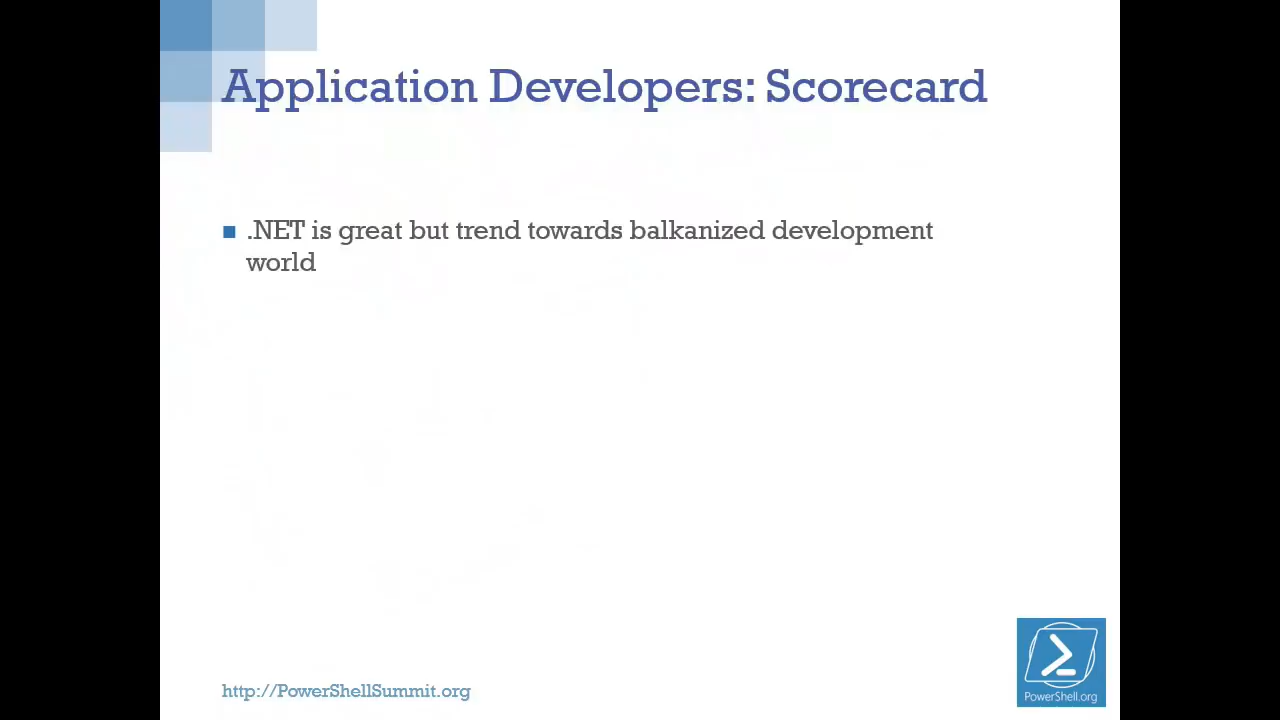 Application Developers: Scorecard
.NET is great but trend towards balkanized development
world
http://PowerShellSummit.org
PowerShell.org